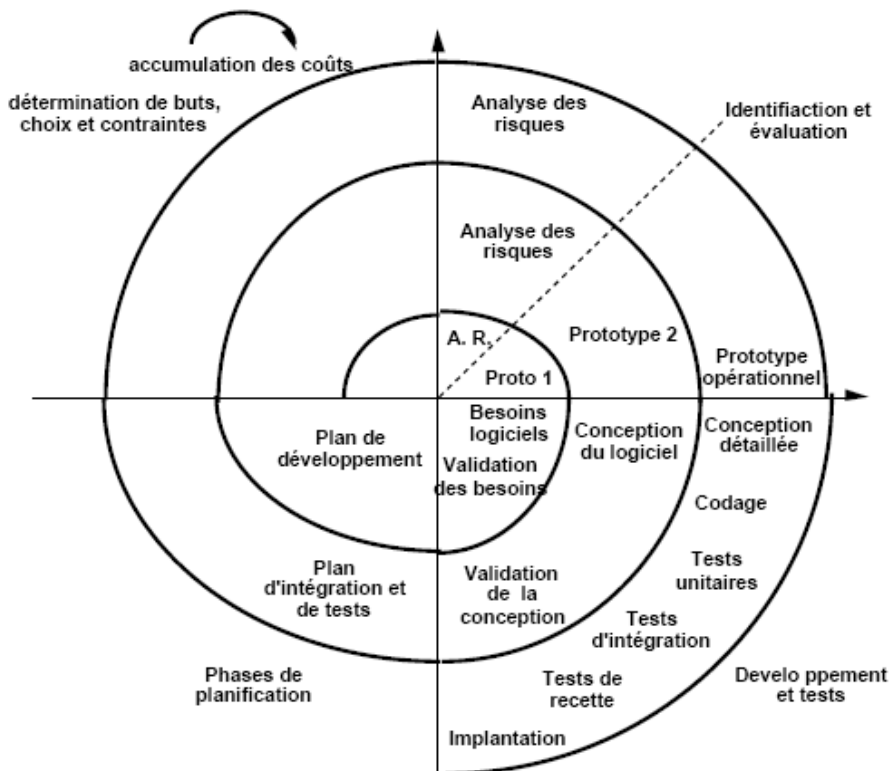 accumulation des coûts
détermination de buts,
choix et contraintes
Analyse des
risques
Identifiaction et
évaluation
Analyse des
risques
A. R.
Prototype 2
Proto 1
Prototype
opérationnel
Besoins
logiciels
Plan de
développement
Conception
du logiciel
Conception
détaillée
Validation
des besoins
Codage
Plan
d'intégration et
de tests
Validation
de la
conception
Tests
unitaires
Tests
d'intégration
Phases de
planification
Tests de
recette
Develo ppement
et tests
Implantation